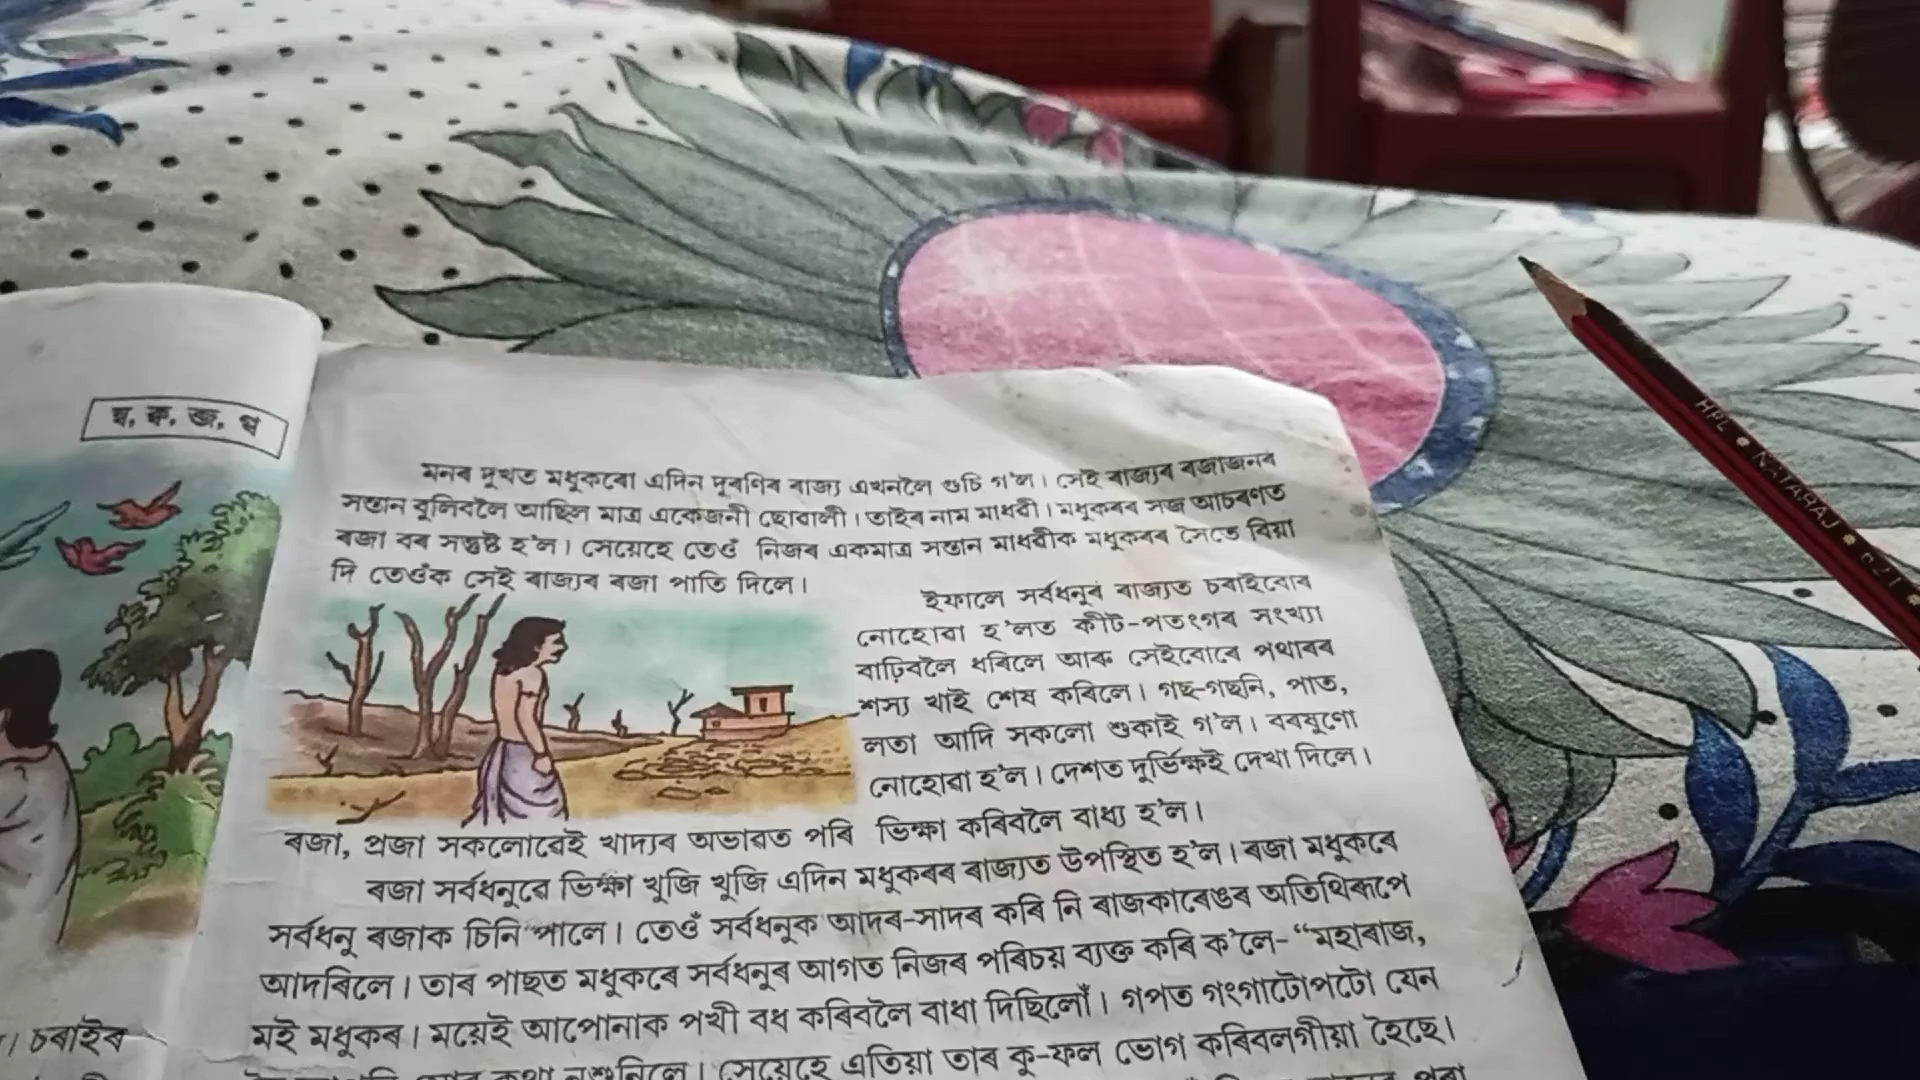 ম্ব, ক্ব, জ্ব, ধ্ব
মনৰ দুখত মধুকৰো এদিন দূৰণিৰ ৰাজ্য এখনলৈ গুচি গ'ল। সেই ৰাজ্যৰ ৰজাজনৰ
সন্তান বুলিবলৈ আছিল মাত্ৰ একেজনী ছোৱালী। তাইৰ নাম মাধৱী। মধুকৰৰ সজ আচৰণত
ৰজা বৰ সন্তুষ্ট হ'ল। সেয়েহে তেওঁ নিজৰ একমাত্ৰ সন্তান মাধৱীক মধুকৰৰ সৈতে বিয়া
দি তেওঁক সেই ৰাজ্যৰ ৰজা পাতি দিলে।
ইফালে সৰ্বধনুৰ ৰাজ্যত চৰাইবোৰ
নোহোৱা হ'লত কীট-পতংগৰ সংখ্যা
বাঢ়িবলৈ ধৰিলে আৰু সেইবোৰে পথাৰৰ
শস্য খাই শেষ কৰিলে। গছ-গছনি, পাত,
লতা আদি সকলো শুকাই গ'ল। বৰষুণো
নোহোৱা হ'ল। দেশত দুৰ্ভিক্ষই দেখা দিলে।
ৰজা, প্ৰজা সকলোৱেই খাদ্যৰ অভাৱত পৰি ভিক্ষা কৰিবলৈ বাধ্য হ'ল।
ৰজা সৰ্বধনুৱে ভিক্ষা খুজি খুজি এদিন মধুকৰৰ ৰাজ্যত উপস্থিত হ'ল। ৰজা মধুকৰে
সৰ্বধনু ৰজাক চিনি পালে। তেওঁ সৰ্বধনুক আদৰ-সাদৰ কৰি নি ৰাজকাৰেঙৰ অতিথিৰূপে
আদৰিলে। তাৰ পাছত মধুকৰে সৰ্বধনুৰ আগত নিজৰ পৰিচয় ব্যক্ত কৰি ক'লে- “মহাৰাজ,
মই মধুকৰ। ময়েই আপোনাক পখী বধ কৰিবলৈ বাধা দিছিলোঁ। গপত গংগাটোপটো যেন
কথা নুশুনিলে। সেয়েহে এতিয়া তাৰ কু-ফল ভোগ কৰিবলগীয়া হৈছে।
পৰা
। চৰাইৰ
HPL • NATARAJ • 621 •